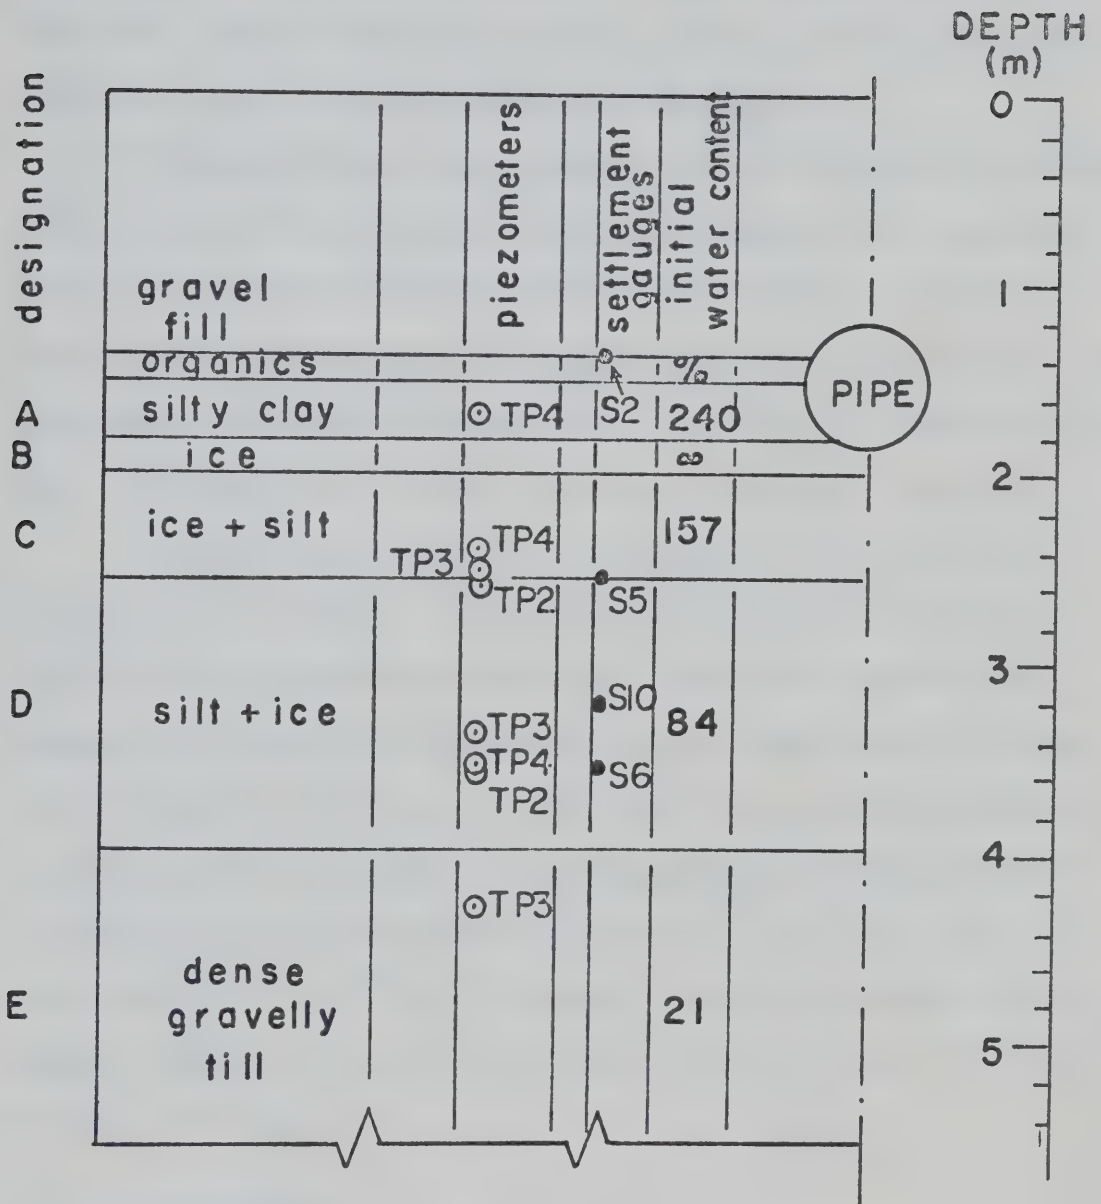 DEPTH
(m)
designation
piezometers
settlement
gauges
initial
water content
0
gravel
fill
1
organics
%
PIPE
A
silty clay
TP4
S2
240
B
ice
∞
2
C
ice + silt
TP4
157
TP3
TP2
S5
3
D
silt + ice
S10
TP3
84
TP4
S6
TP2
4
TP3
E
dense
gravelly
till
21
5